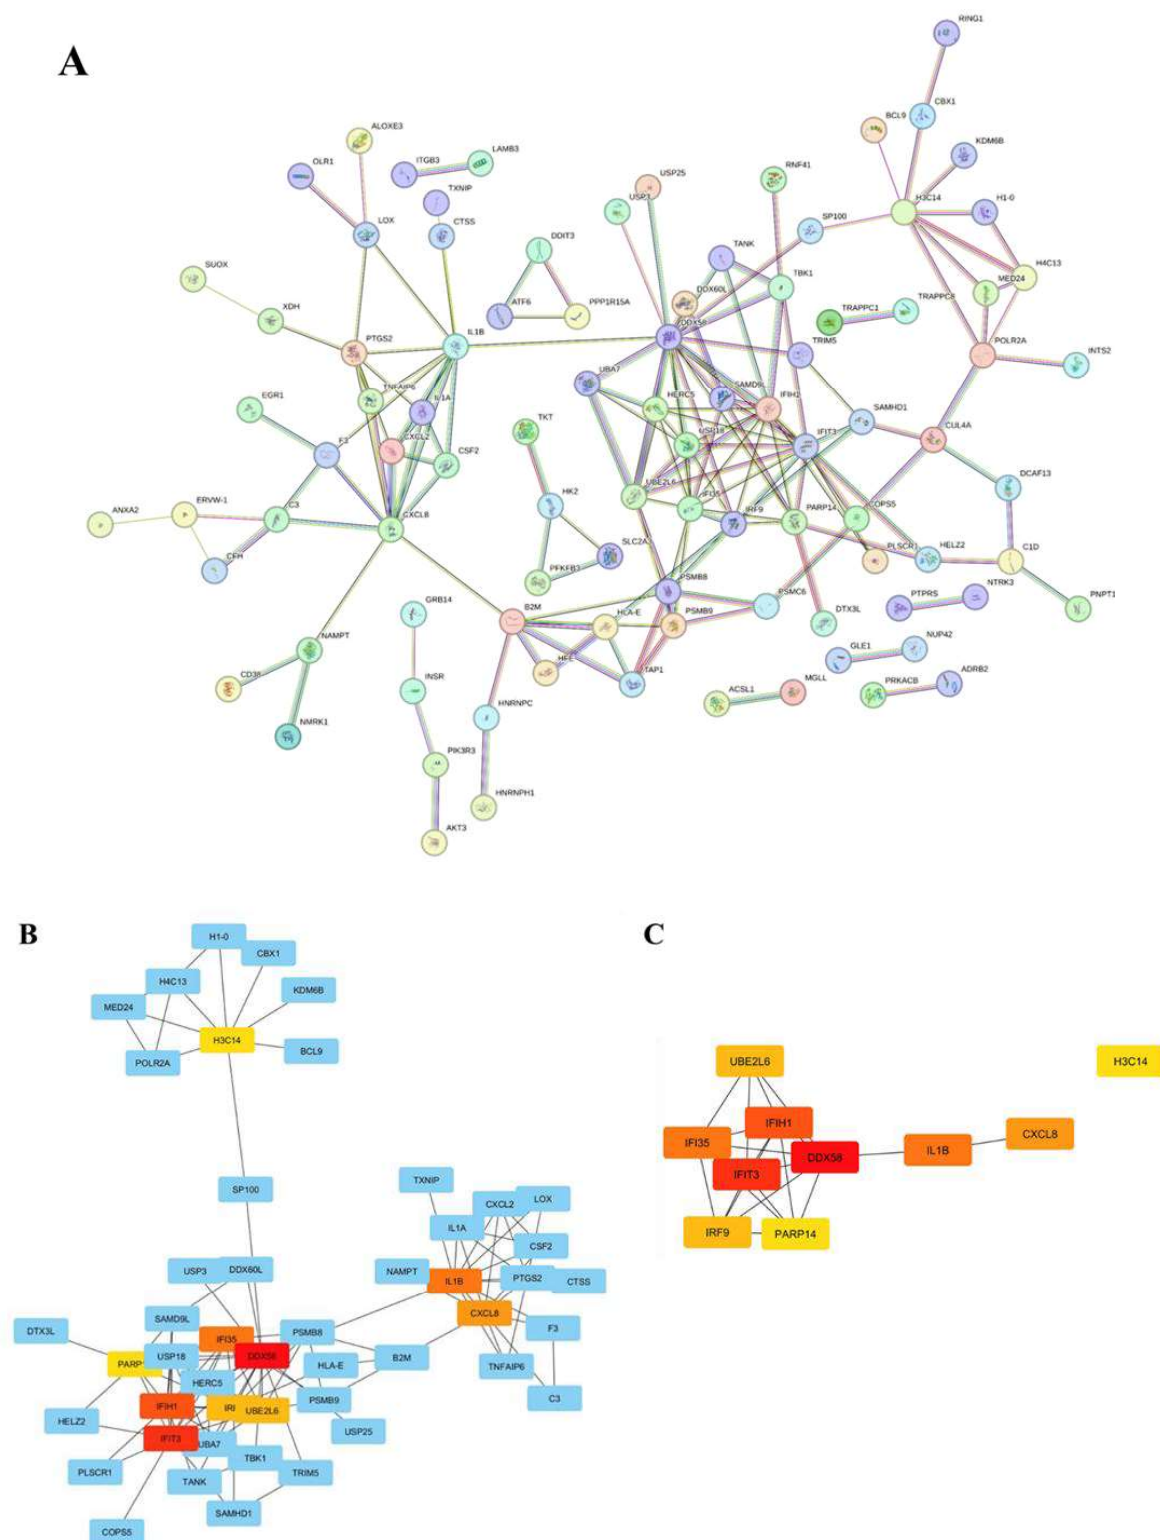 A
RING1
CBX1
BCL9
KDM6B
ALOXE3
LAMB3
ITGB3
OLR1
TXNIP
USP25
RNF41
USP3
H3C14
H1-0
SP100
LOX
CTSS
DDIT3
TANK
TBK1
H4C13
MED24
SUOX
DDX60L
ATF6
PPP1R15A
TRAPPC1
XDH
DDX58
TRIM5
PTGS2
IL1B
POLR2A
INTS2
UBA7
SAMD9L
HERC5
IFIH1
TNFAIP6
IL1A
EGR1
TKT
SAMHD1
CUL4A
IFIT3
F3
CXCL2
USP18
CSF2
DCAF13
HK2
UBE2L6
IFI35
ANXA2
ERVW-1
C3
CXCL8
IRF9
PARP14
COPS5
SLC2A
CFH
PLSCR1
HELZ2
C1D
PFKFB3
PSMB8
PTPRS
NTRK3
PNPT1
GRB14
B2M
HLA-E
PSMB9
PSMC6
DTX3L
GLE1
NUP42
NAMPT
HFE
TAP1
CD38
INSR
ACSL1
MGLL
PRKACB
ADRB2
NMRK1
HNRNPC
PIK3R3
HNRNPH1
AKT3
B
C
H1-0
CBX1
H4C13
KDM6B
MED24
H3C14
BCL9
POLR2A
SP100
USP3
DDX60L
DTX3L
SAMD9L
IFI35
PSMB8
USP18
DDX58
PARP
HLA-E
B2M
HERC5
PSMB9
IFIH1
IRF
UBE2L6
HELZ2
USP25
IFIT3
UBA7
TBK1
PLSCR1
TANK
TRIM5
SAMHD1
COPS5
TXNIP
CXCL2
LOX
IL1A
CSF2
NAMPT
IL1B
PTGS2
CTSS
CXCL8
F3
TNFAIP6
C3
UBE2L6
H3C14
IFIH1
IFI35
CXCL8
DDX58
IL1B
IFIT3
IRF9
PARP14